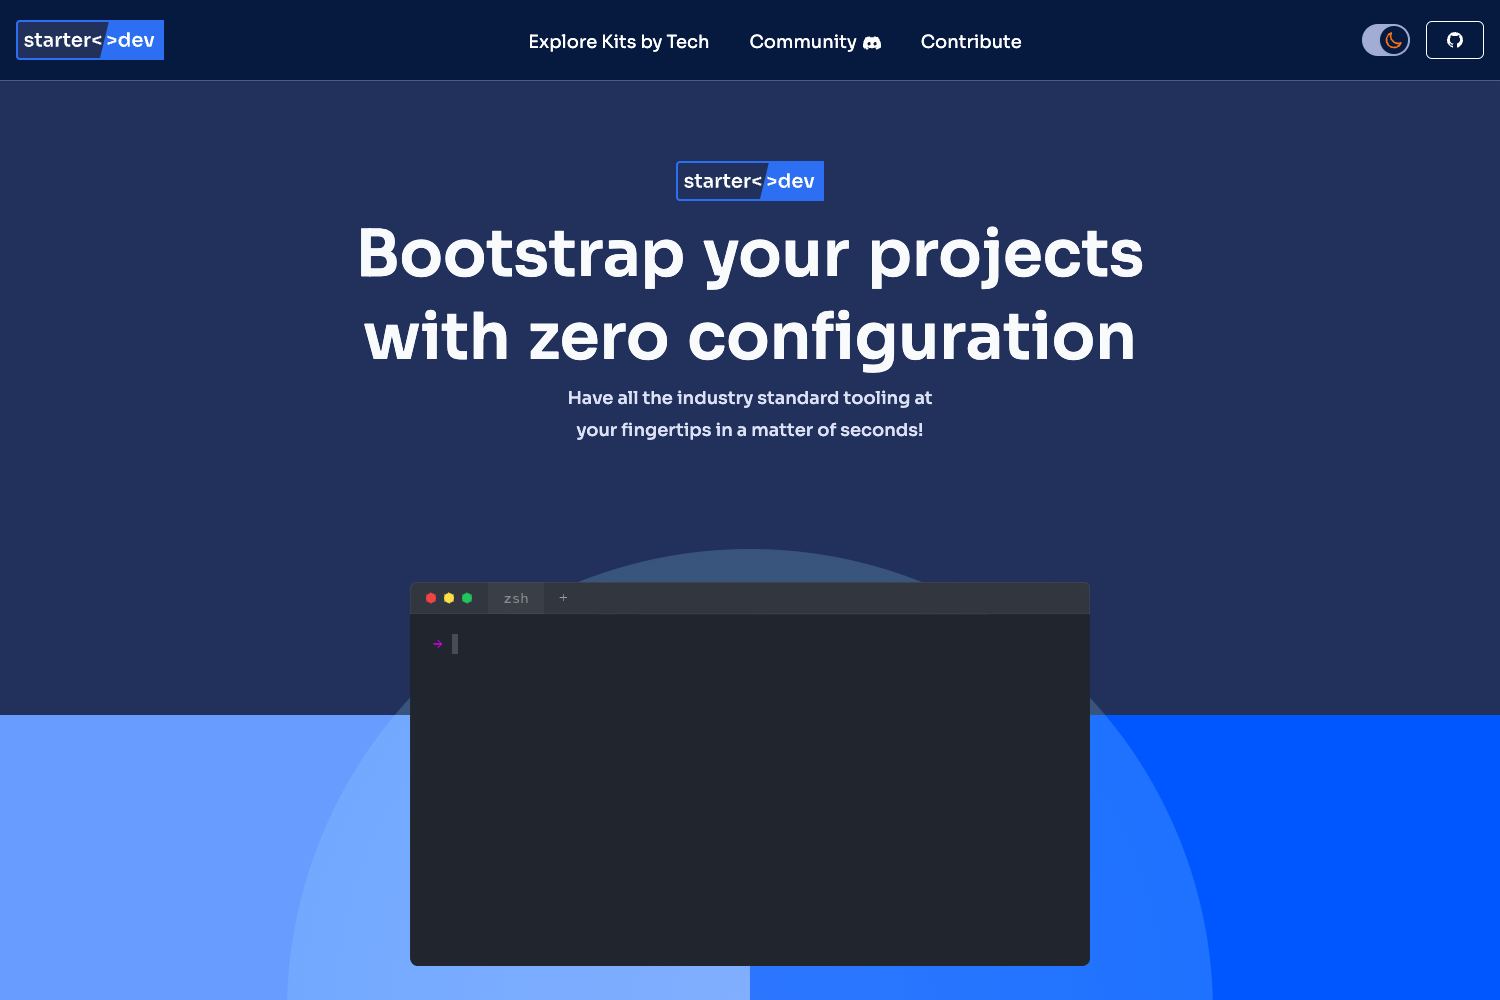 starter< >dev
Explore Kits by Tech
Community
Contribute
starter< >dev
Bootstrap your projects
with zero configuration
Have all the industry standard tooling at
your fingertips in a matter of seconds!
zsh +
→